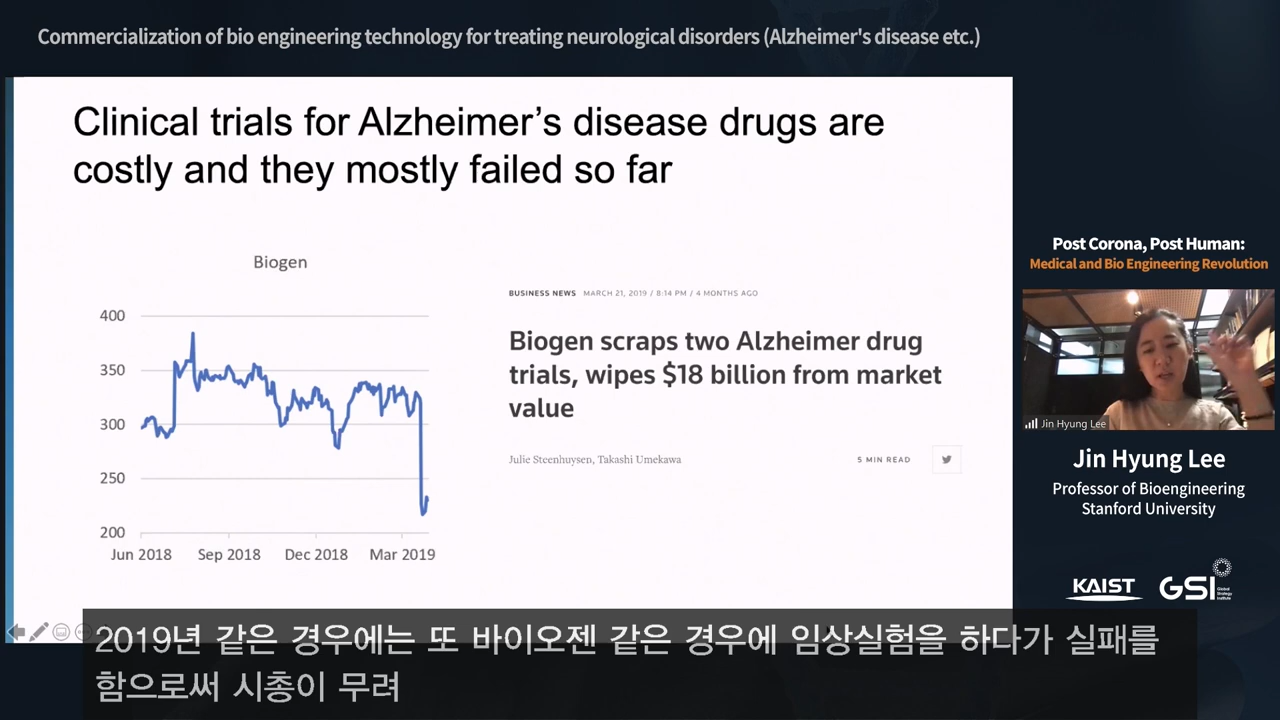 Commercialization of bio engineering technology for treating neurological disorders (Alzheimer's disease etc.)
Clinical trials for Alzheimer's disease drugs are
costly and they mostly failed so far
Biogen
400
350
300
250
200
Jun 2018 Sep 2018 Dec 2018 Mar 2019
BUSINESS NEWS MARCH 21, 2019 / 8:14 PM / 4 MONTHS AGO
Biogen scraps two Alzheimer drug
trials, wipes $18 billion from market
value
Julie Steenhuysen, Takashi Umekawa
5 MIN READ
Post Corona, Post Human:
Medical and Bio Engineering Revolution
Jin Hyung Lee
Jin Hyung Lee
Professor of Bioengineering
Stanford University
KAIST
GSI
Global
Strategy
Institute
2019년 같은 경우에는 또 바이오젠 같은 경우에 임상실험을 하다가 실패를
함으로써 시총이 무려